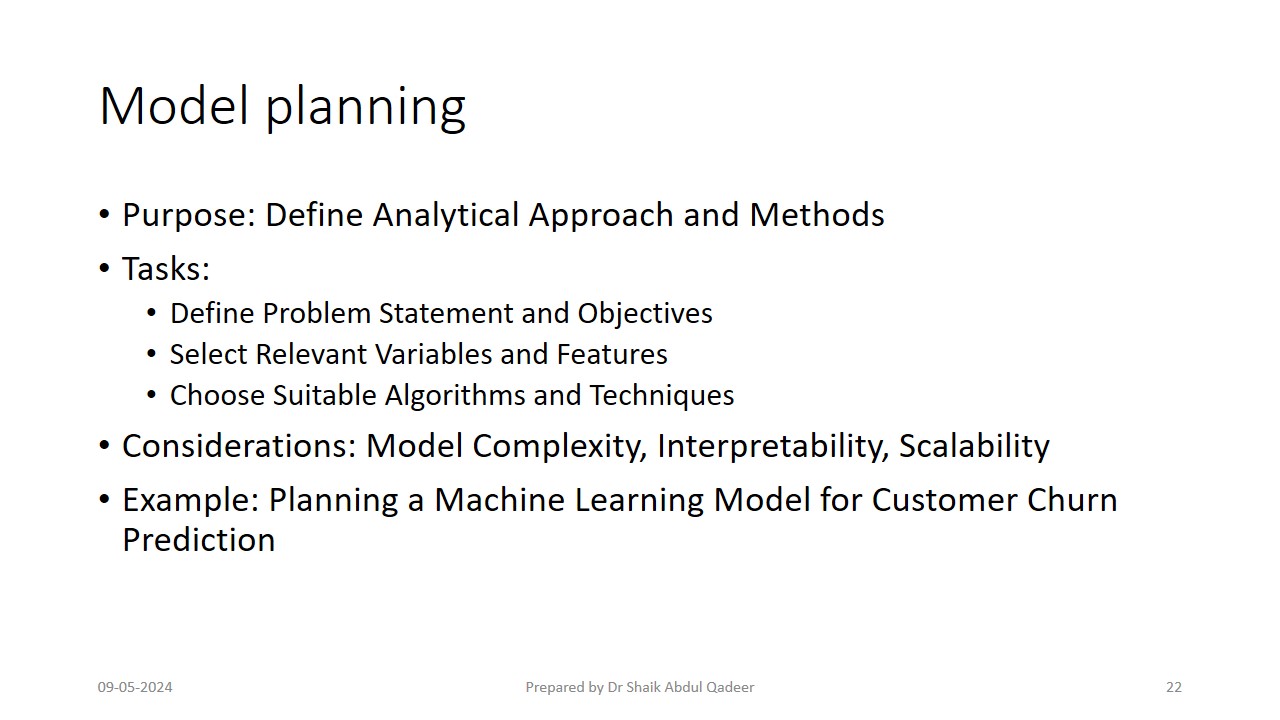 Model planning
• Purpose: Define Analytical Approach and Methods
• Tasks:
• Define Problem Statement and Objectives
• Select Relevant Variables and Features
• Choose Suitable Algorithms and Techniques
• Considerations: Model Complexity, Interpretability, Scalability
• Example: Planning a Machine Learning Model for Customer Churn
Prediction
09-05-2024
Prepared by Dr Shaik Abdul Qadeer
22